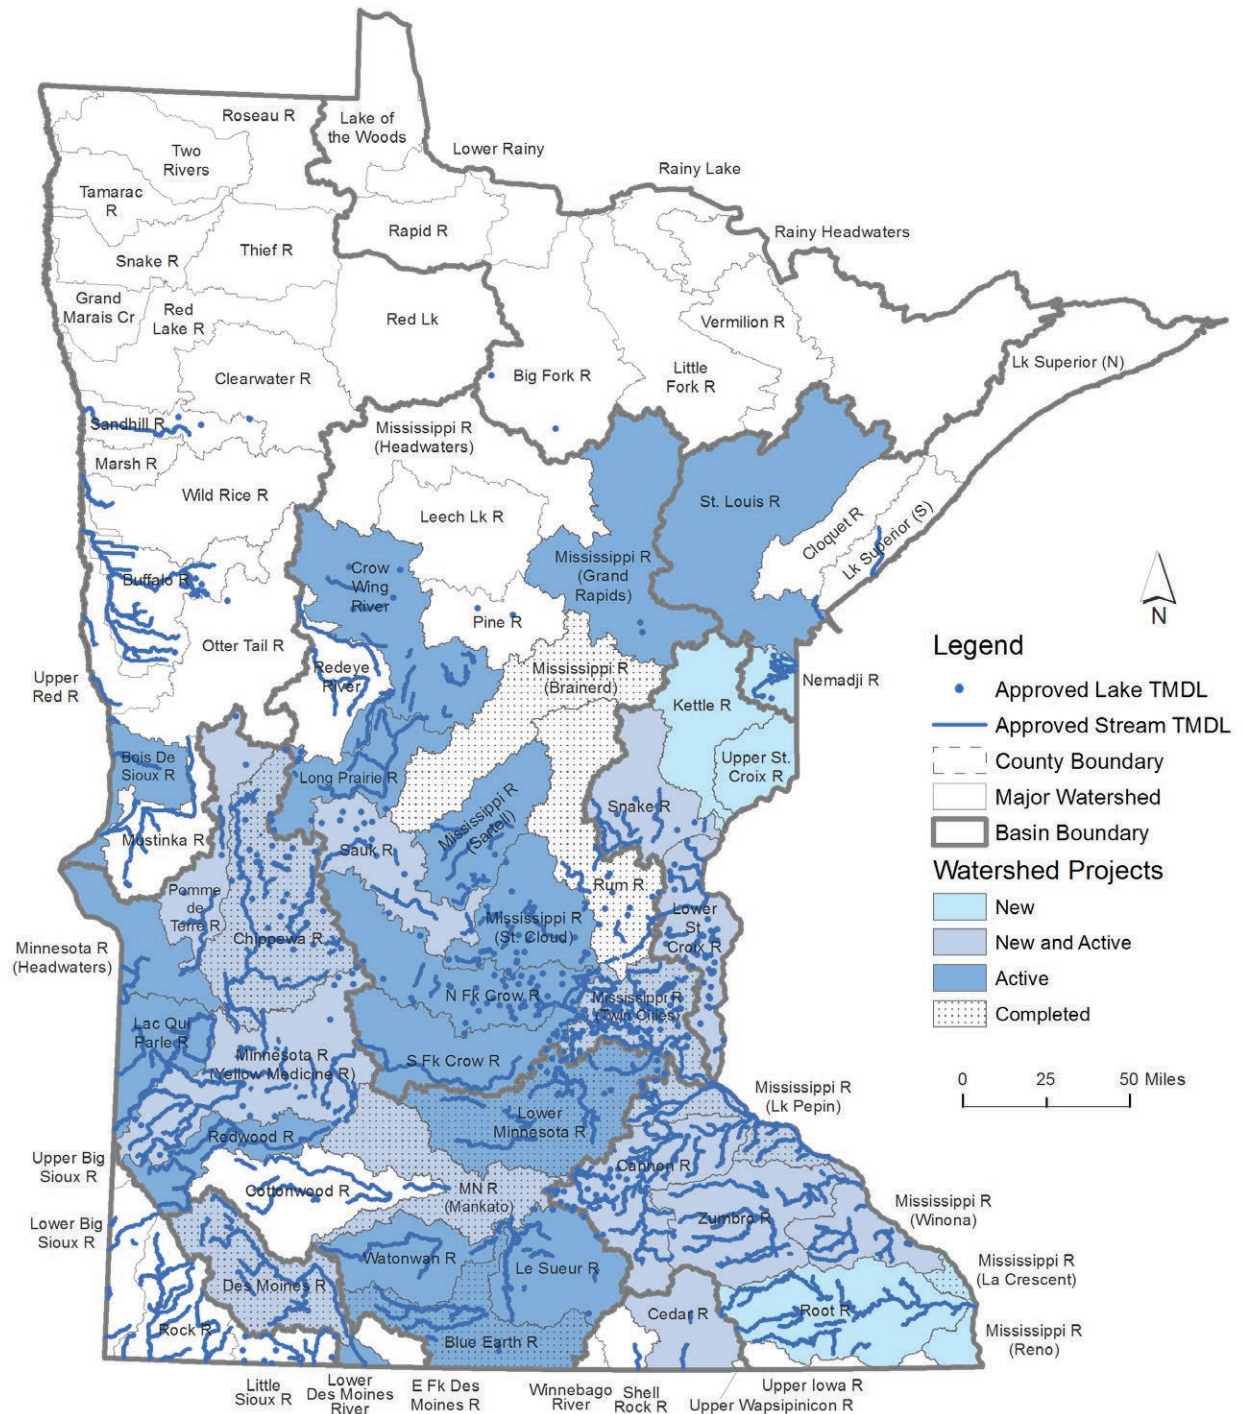 Roseau R
Lake of
the Woods
Two
Rivers
Lower Rainy
Rainy Lake
Tamarac
R
Rapid R
Rainy Headwaters
Thief R
Snake R
Grand
Marais Cr
Red
Lake R
Red Lk
Vermilion R
Lk Superior (N)
Clearwater R
Big Fork R
Little
Fork R
Sandhill R
Mississippi R
(Headwaters)
Marsh R
Wild Rice R
St. Louis R
Leech Lk R
Cloquet R
Lk Superior (S)
Mississippi R
(Grand
Rapids)
Crow
Wing
River
Buffalo R
Pine R
N
Otter Tail R
Redeye
River
Mississippi R
(Brainerd)
Upper
Red R
Nemadji R
Kettle R
Bois De
Sioux R
Long Prairie R
Upper St.
Croix R
Snake R
Mississippi R
(Sartell)
Mustinka R
Sauk R
Pomme
de
Terre R
Rum R
Mississippi R
(St. Cloud)
Lower
St.
Croix R
Chippewa R
Minnesota R
(Headwaters)
N Fk Crow R
Mississippi R
(Twin Cities)
Lac Qui
Parle R
Minnesota R
(Yellow Medicine R)
S Fk Crow R
Mississippi R
(Lk Pepin)
Lower
Minnesota R
Redwood R
Upper Big
Sioux R
Cannon R
Cottonwood R
MN R
(Mankato)
Mississippi R
(Winona)
Lower Big
Sioux R
Zumbro R
Watonwan R
Le Sueur R
Mississippi R
(La Crescent)
Des Moines R
Root R
Cedar R
Rock R
Blue Earth R
Mississippi R
(Reno)
Little
Sioux R
Lower
Des Moines
River
E Fk Des
Moines R
Winnebago
River
Shell
Rock R
Upper Iowa R
Upper Wapsipinicon R
Legend
Approved Lake TMDL
Approved Stream TMDL
County Boundary
Major Watershed
Basin Boundary
Watershed Projects
New
New and Active
Active
Completed
0 25 50 Miles